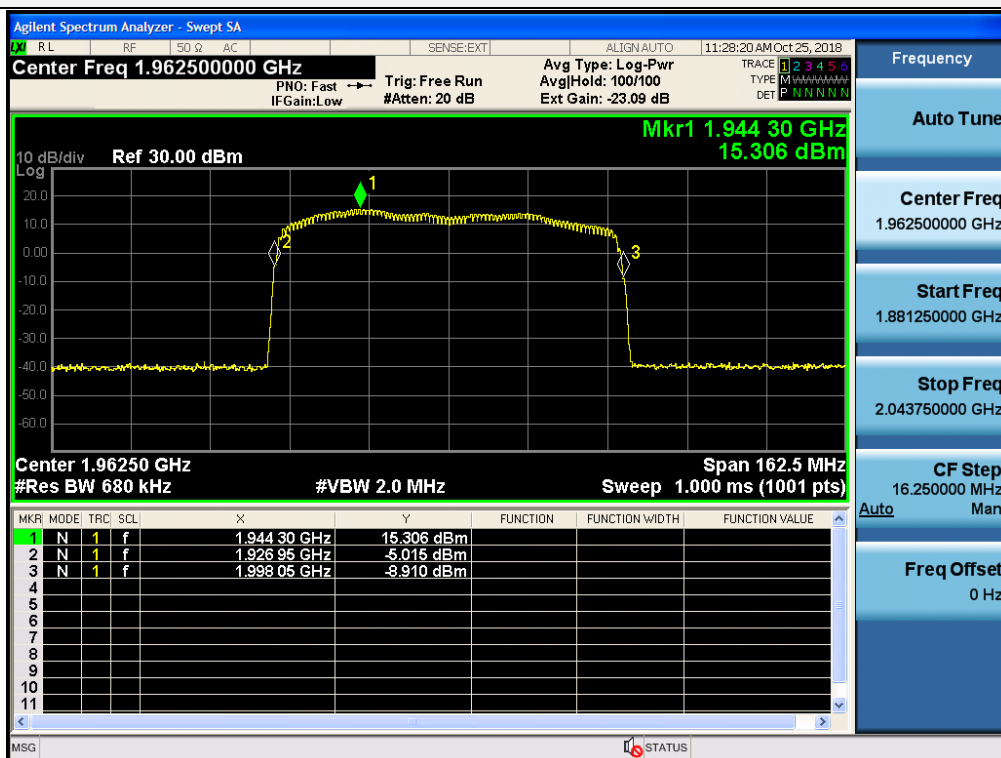 Agilent Spectrum Analyzer - Swept SA
LXI RL RF 50 Ω AC SENSE:EXT ALIGN AUTO 11:28:20 AM Oct 25, 2018
Center Freq 1.962500000 GHz
PNO: Fast
IFGain:Low
Trig: Free Run
#Atten: 20 dB
Avg Type: Log-Pwr
Avg|Hold: 100/100
Ext Gain: -23.09 dB
TRACE 1 2 3 4 5 6
TYPE M WWWWWW
DET P N N N N N
Mkr1 1.944 30 GHz
15.306 dBm
10 dB/div Ref 30.00 dBm
Log
20.0
10.0
0.00
-10.0
-20.0
-30.0
-40.0
-50.0
-60.0
1
2
3
Center 1.96250 GHz Span 162.5 MHz
#Res BW 680 kHz #VBW 2.0 MHz Sweep 1.000 ms (1001 pts)
MKR MODE TRC SCL X Y FUNCTION FUNCTION WIDTH FUNCTION VALUE
1 N 1 f 1.944 30 GHz 15.306 dBm
2 N 1 f 1.926 95 GHz -5.015 dBm
3 N 1 f 1.998 05 GHz -8.910 dBm
4
5
6
7
8
9
10
11
MSG STATUS
Frequency
Auto Tune
Center Freq
1.962500000 GHz
Start Freq
1.881250000 GHz
Stop Freq
2.043750000 GHz
CF Step
16.250000 MHz
Auto Man
Freq Offset
0 Hz